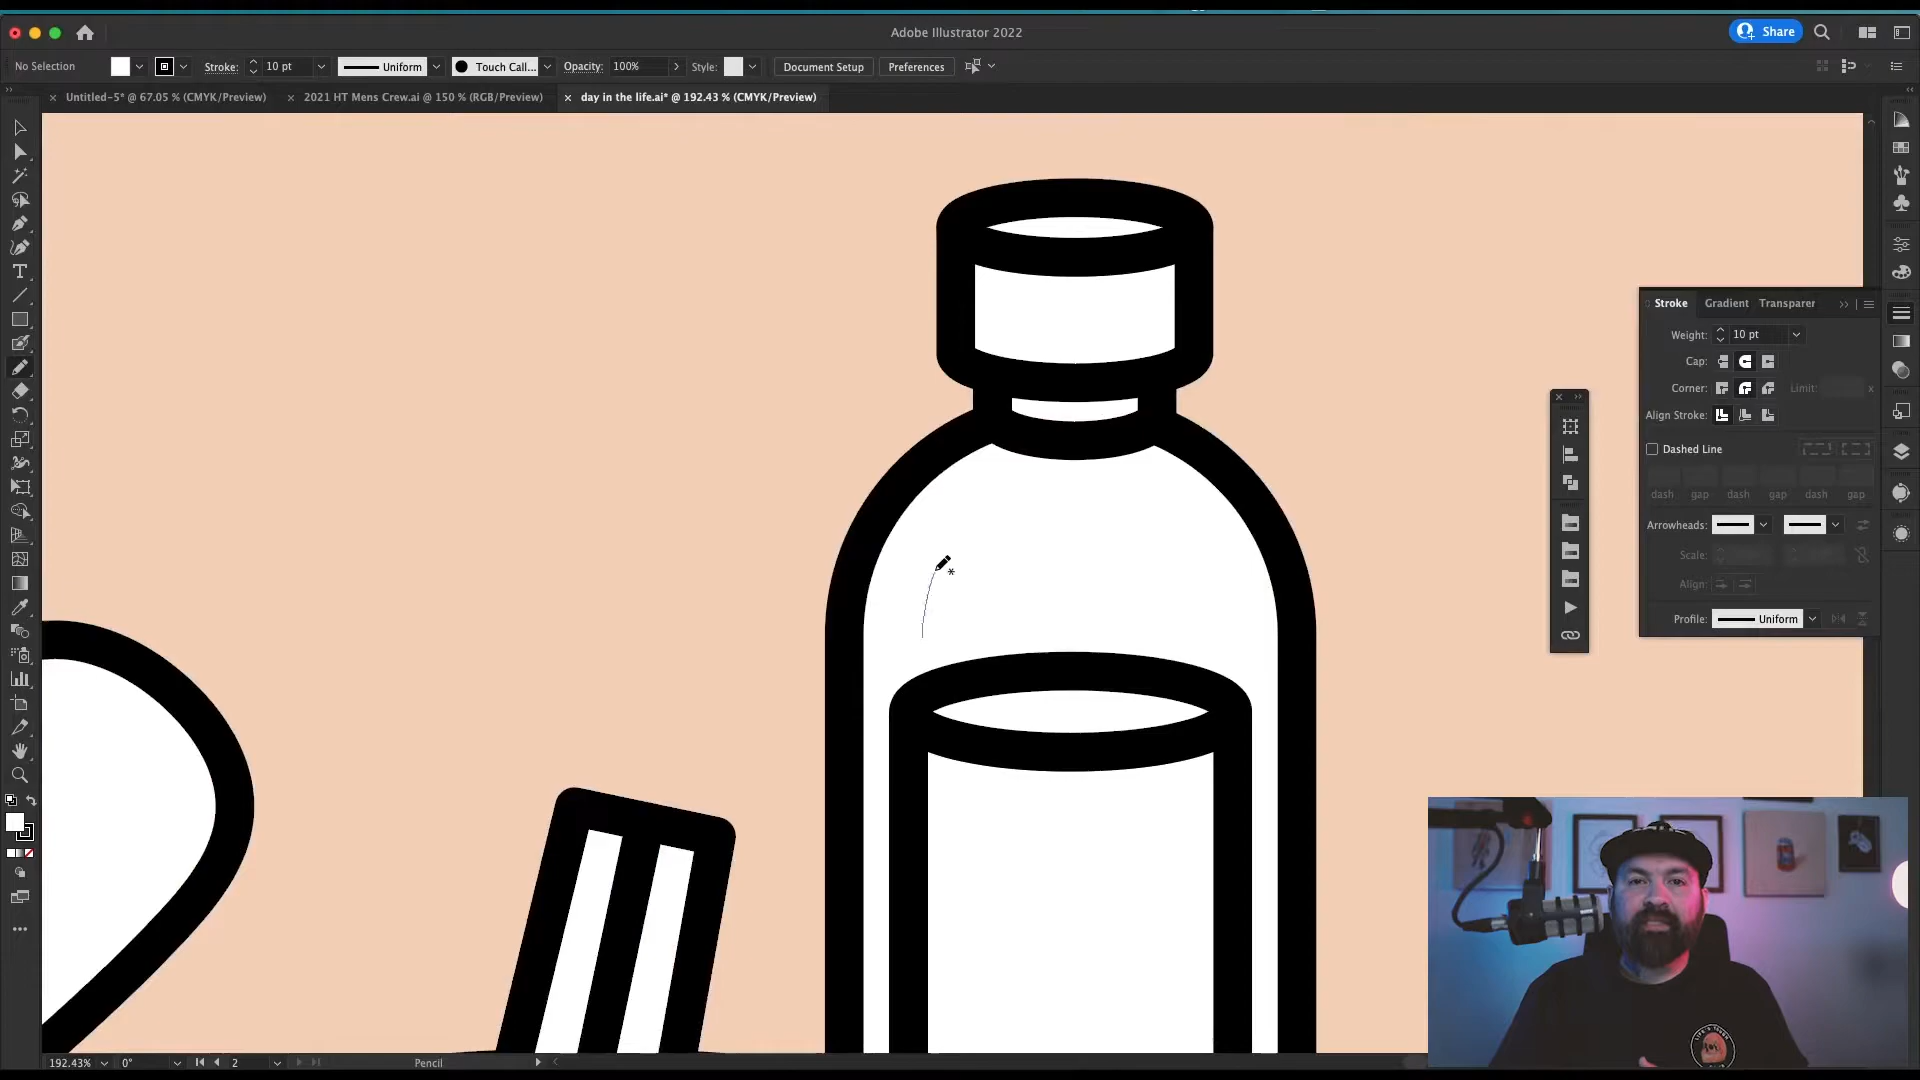 Adobe Illustrator 2022
Share
No Selection
Stroke:
10 pt
Uniform
Touch Call...
Opacity:
100%
Style:
Document Setup
Preferences
Untitled-5* @ 67.05 % (CMYK/Preview)
2021 HT Mens Crew.ai @ 150 % (RGB/Preview)
day in the life.ai* @ 192.43 % (CMYK/Preview)
Stroke
Gradient
Transparer
Weight:
10 pt
Cap:
Corner:
Limit:
x
Align Stroke:
Dashed Line
dash
gap
dash
gap
dash
gap
Arrowheads:
Scale:
Align:
Profile:
Uniform
192.43%
0°
2
Pencil